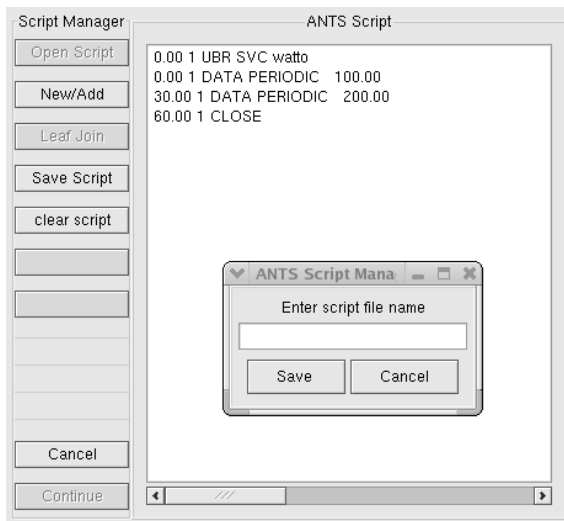 Script Manager
ANTS Script
Open Script
New/Add
Leaf Join
Save Script
clear script
Cancel
Continue
0.00 1 UBR SVC watto
0.00 1 DATA PERIODIC 100.00
30.00 1 DATA PERIODIC 200.00
60.00 1 CLOSE
ANTS Script Mana
Enter script file name
Save
Cancel